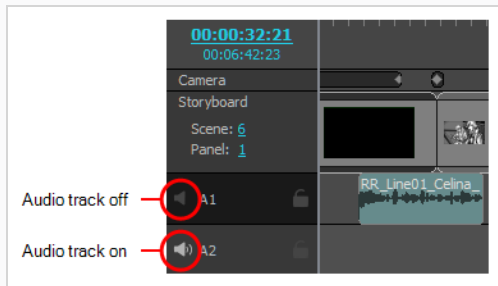 00:00:32:21
00:06:42:23
Camera
Storyboard
Scene: 6
Panel: 1
Audio track off
A1
RR_Line01_Celina_
Audio track on
A2